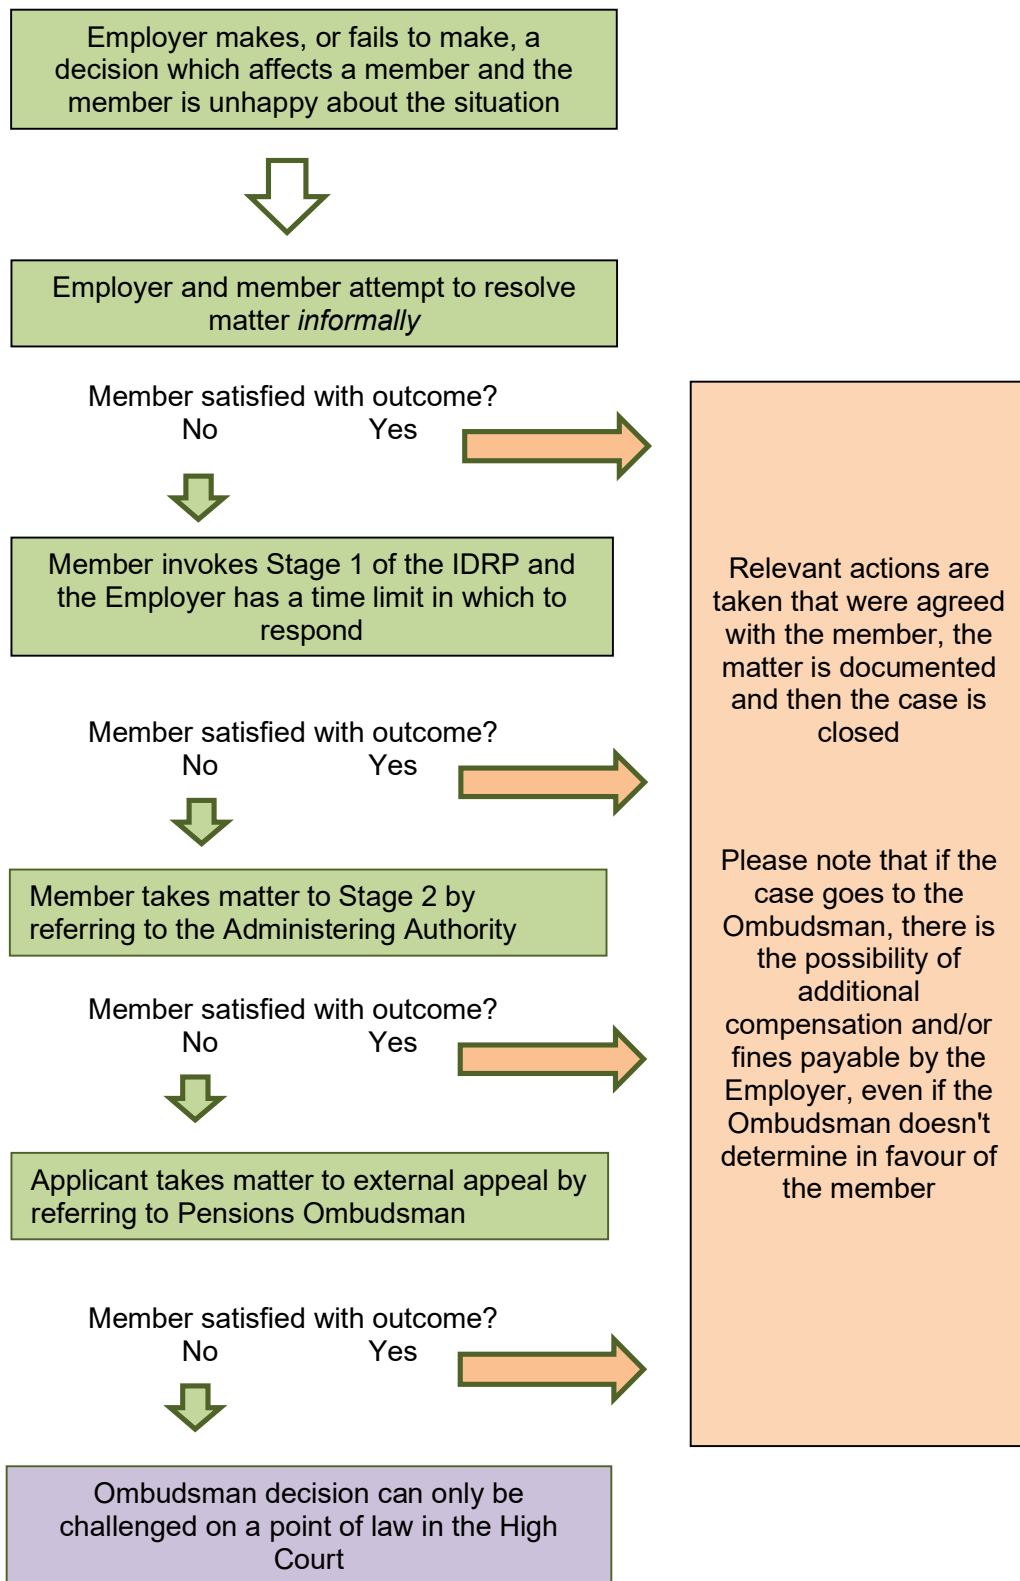 Employer makes, or fails to make, a
decision which affects a member and the
member is unhappy about the situation
Employer and member attempt to resolve
matter informally
Member satisfied with outcome?
No Yes
Member invokes Stage 1 of the IDRP and
the Employer has a time limit in which to
respond
Member satisfied with outcome?
No Yes
Member takes matter to Stage 2 by
referring to the Administering Authority
Member satisfied with outcome?
No Yes
Applicant takes matter to external appeal by
referring to Pensions Ombudsman
Member satisfied with outcome?
No Yes
Ombudsman decision can only be
challenged on a point of law in the High
Court
Relevant actions are
taken that were agreed
with the member, the
matter is documented
and then the case is
closed
Please note that if the
case goes to the
Ombudsman, there is
the possibility of
additional
compensation and/or
fines payable by the
Employer, even if the
Ombudsman doesn't
determine in favour of
the member